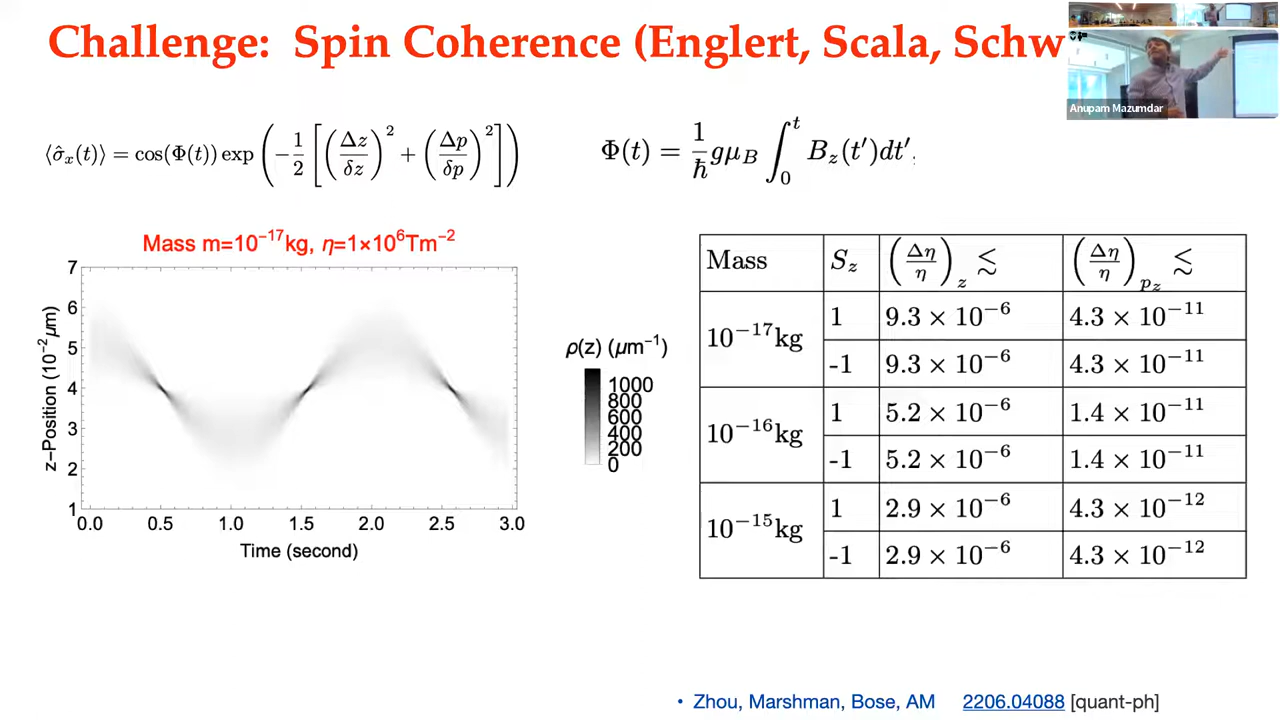 Challenge: Spin Coherence (Englert, Scala, Schw
Anupam Mazumdar
⟨σ̂ₓ(t)⟩ = cos(Φ(t)) exp(−1/2[(Δz/δz)² + (Δp/δp)²])
Φ(t) = 1/ħ gμ_B ∫₀ᵗ B_z(t′)dt′.
Mass m=10⁻¹⁷kg, η=1×10⁶Tm⁻²
z-Position (10⁻²μm)
7
6
5
4
3
2
1
0.0 0.5 1.0 1.5 2.0 2.5 3.0
Time (second)
ρ(z) (μm⁻¹)
1000
800
600
400
200
0
Mass S_z (Δη/η)_z ≲ (Δη/η)_{p_z} ≲
10⁻¹⁷kg 1 9.3 × 10⁻⁶ 4.3 × 10⁻¹¹
-1 9.3 × 10⁻⁶ 4.3 × 10⁻¹¹
10⁻¹⁶kg 1 5.2 × 10⁻⁶ 1.4 × 10⁻¹¹
-1 5.2 × 10⁻⁶ 1.4 × 10⁻¹¹
10⁻¹⁵kg 1 2.9 × 10⁻⁶ 4.3 × 10⁻¹²
-1 2.9 × 10⁻⁶ 4.3 × 10⁻¹²
• Zhou, Marshman, Bose, AM 2206.04088 [quant-ph]